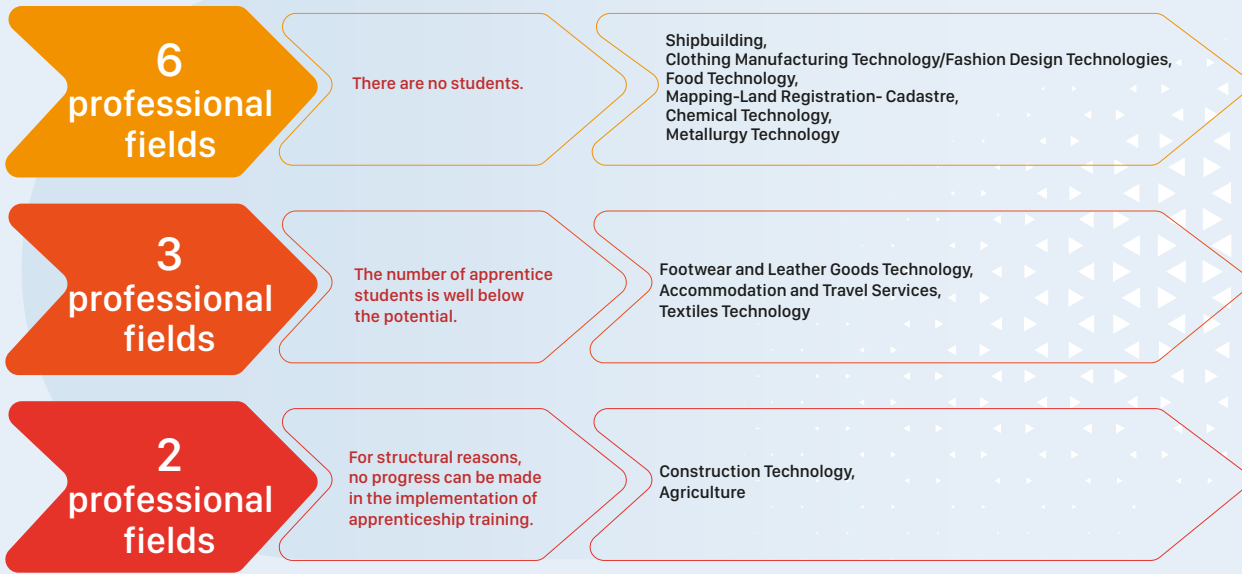 6
professional
fields
There are no students.
Shipbuilding,
Clothing Manufacturing Technology/Fashion Design Technologies,
Food Technology,
Mapping-Land Registration- Cadastre,
Chemical Technology,
Metallurgy Technology
3
professional
fields
The number of apprentice
students is well below
the potential.
Footwear and Leather Goods Technology,
Accommodation and Travel Services,
Textiles Technology
2
professional
fields
For structural reasons,
no progress can be made
in the implementation of
apprenticeship training.
Construction Technology,
Agriculture